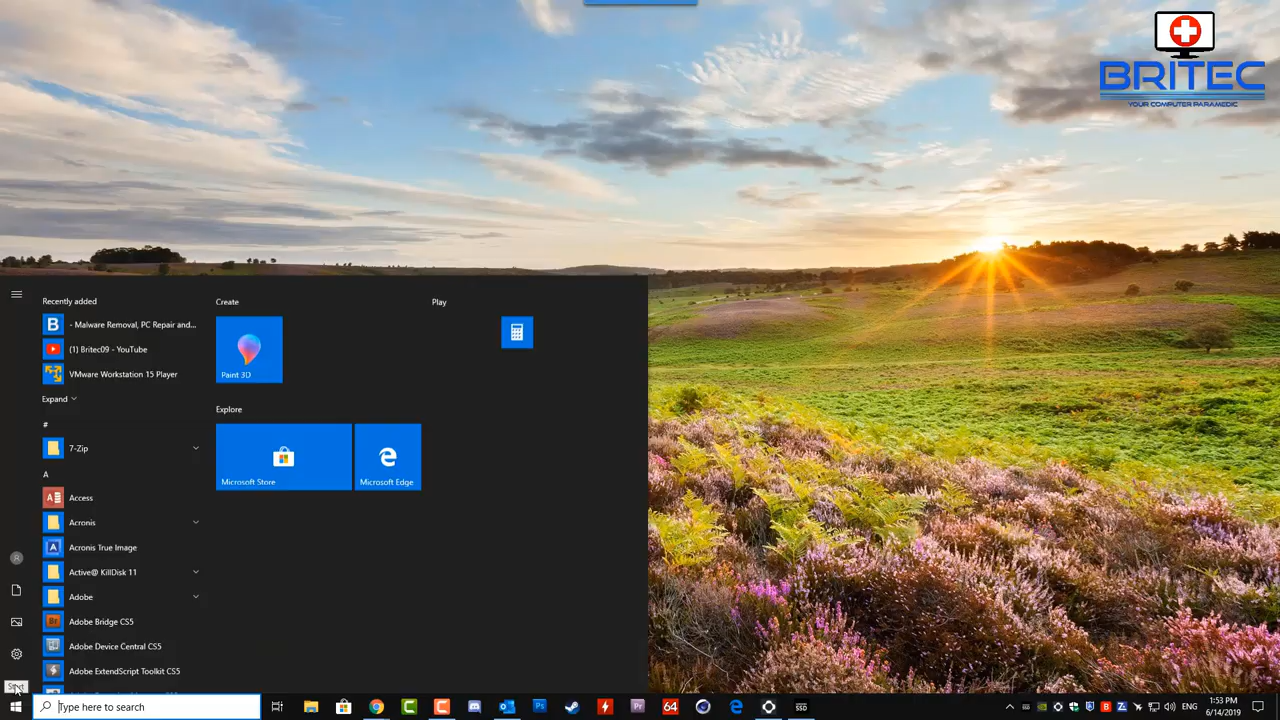 BRITEC
YOUR COMPUTER PARAMEDIC
Recently added
B - Malware Removal, PC Repair and...
(1) Britec09 - YouTube
VMware Workstation 15 Player
Expand
#
7-Zip
A
Access
Acronis
Acronis True Image
Active@ KillDisk 11
Adobe
Adobe Bridge CS5
Adobe Device Central CS5
Adobe ExtendScript Toolkit CS5
Create
Paint 3D
Explore
Microsoft Store
Microsoft Edge
Play
Type here to search
64
SSD
ENG
1:53 PM
6/14/2019